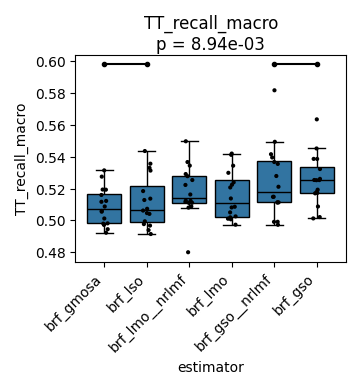 TT_recall_macro
p = 8.94e-03
TT_recall_macro
0.60
0.58
0.56
0.54
0.52
0.50
0.48
brf_gmosa
brf_lso
brf_lmo__nrlmf
brf_lmo
brf_gso__nrlmf
brf_gso
estimator